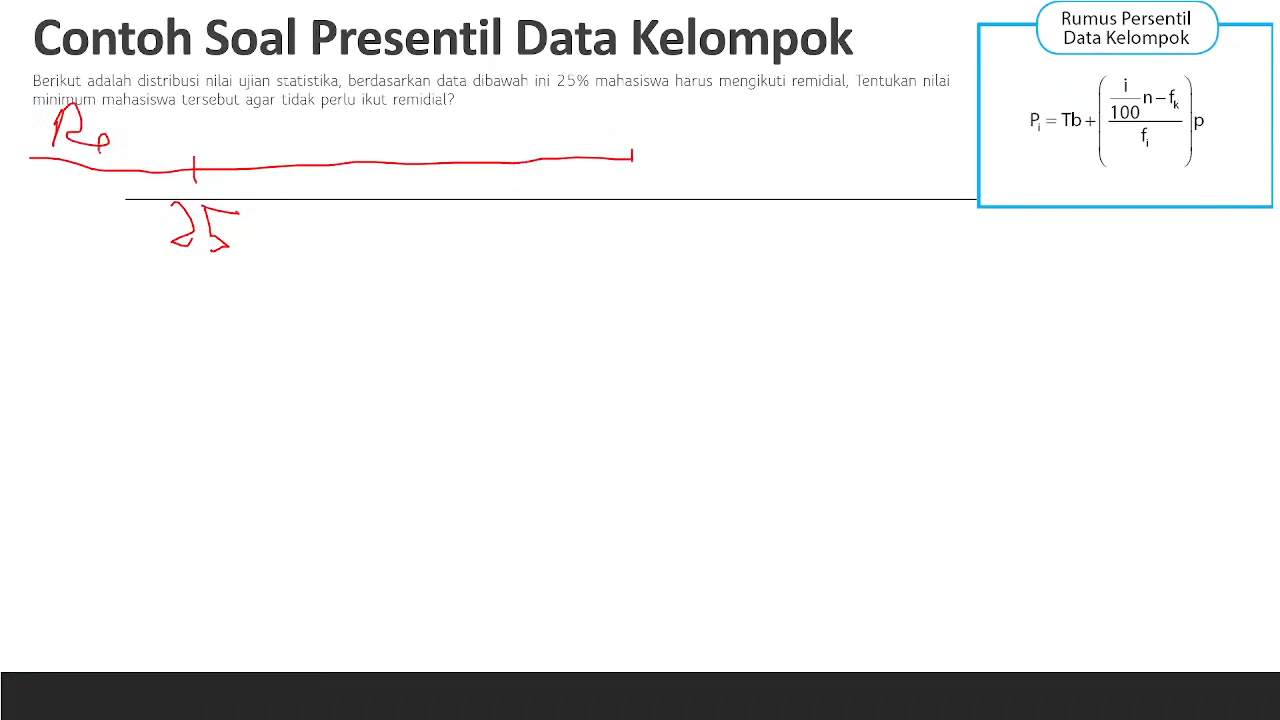 Contoh Soal Presentil Data Kelompok
Berikut adalah distribusi nilai ujian statistika, berdasarkan data dibawah ini 25% mahasiswa harus mengikuti remidial, Tentukan nilai
minimum mahasiswa tersebut agar tidak perlu ikut remidial?
Re
25
Rumus Persentil
Data Kelompok
Pᵢ = Tb + ( (i/100 n − fₖ) / fᵢ ) p